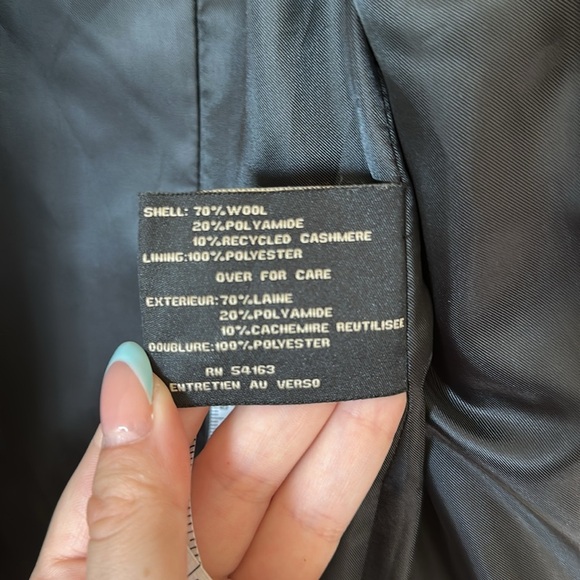 SHELL: 70%WOOL
20%POLYAMIDE
10%RECYCLED CASHMERE
LINING:100%POLYESTER
OVER FOR CARE
EXTERIEUR:70%LAINE
20%POLYAMIDE
10%CACHEMIRE REUTILISEE
DOUBLURE:100%POLYESTER
RN 54163
ENTRETIEN AU VERSO